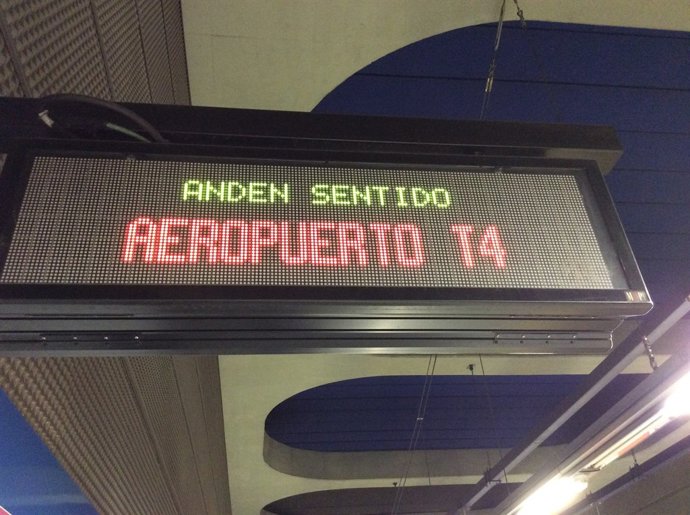 ANDEN SENTIDO
AEROPUERTO T4